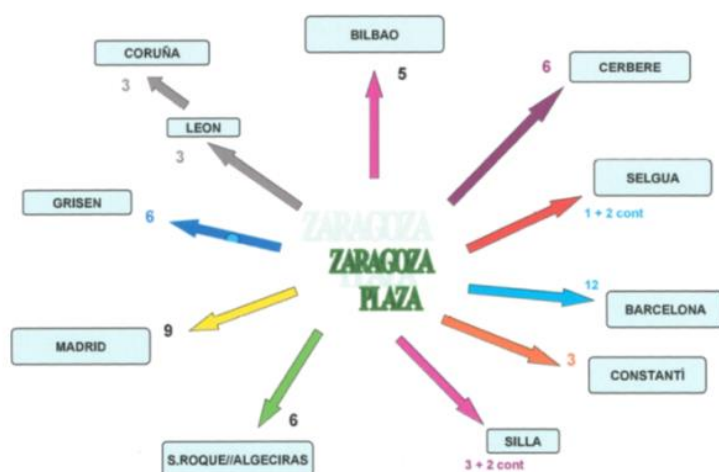 BILBAO
5
CORUÑA
3
LEON
3
6
CERBERE
SELGUA
1 + 2 cont
GRISEN
6
ZARAGOZA
ZARAGOZA
PLAZA
12
BARCELONA
MADRID
9
3
CONSTANTÍ
6
S.ROQUE//ALGECIRAS
SILLA
3 + 2 cont